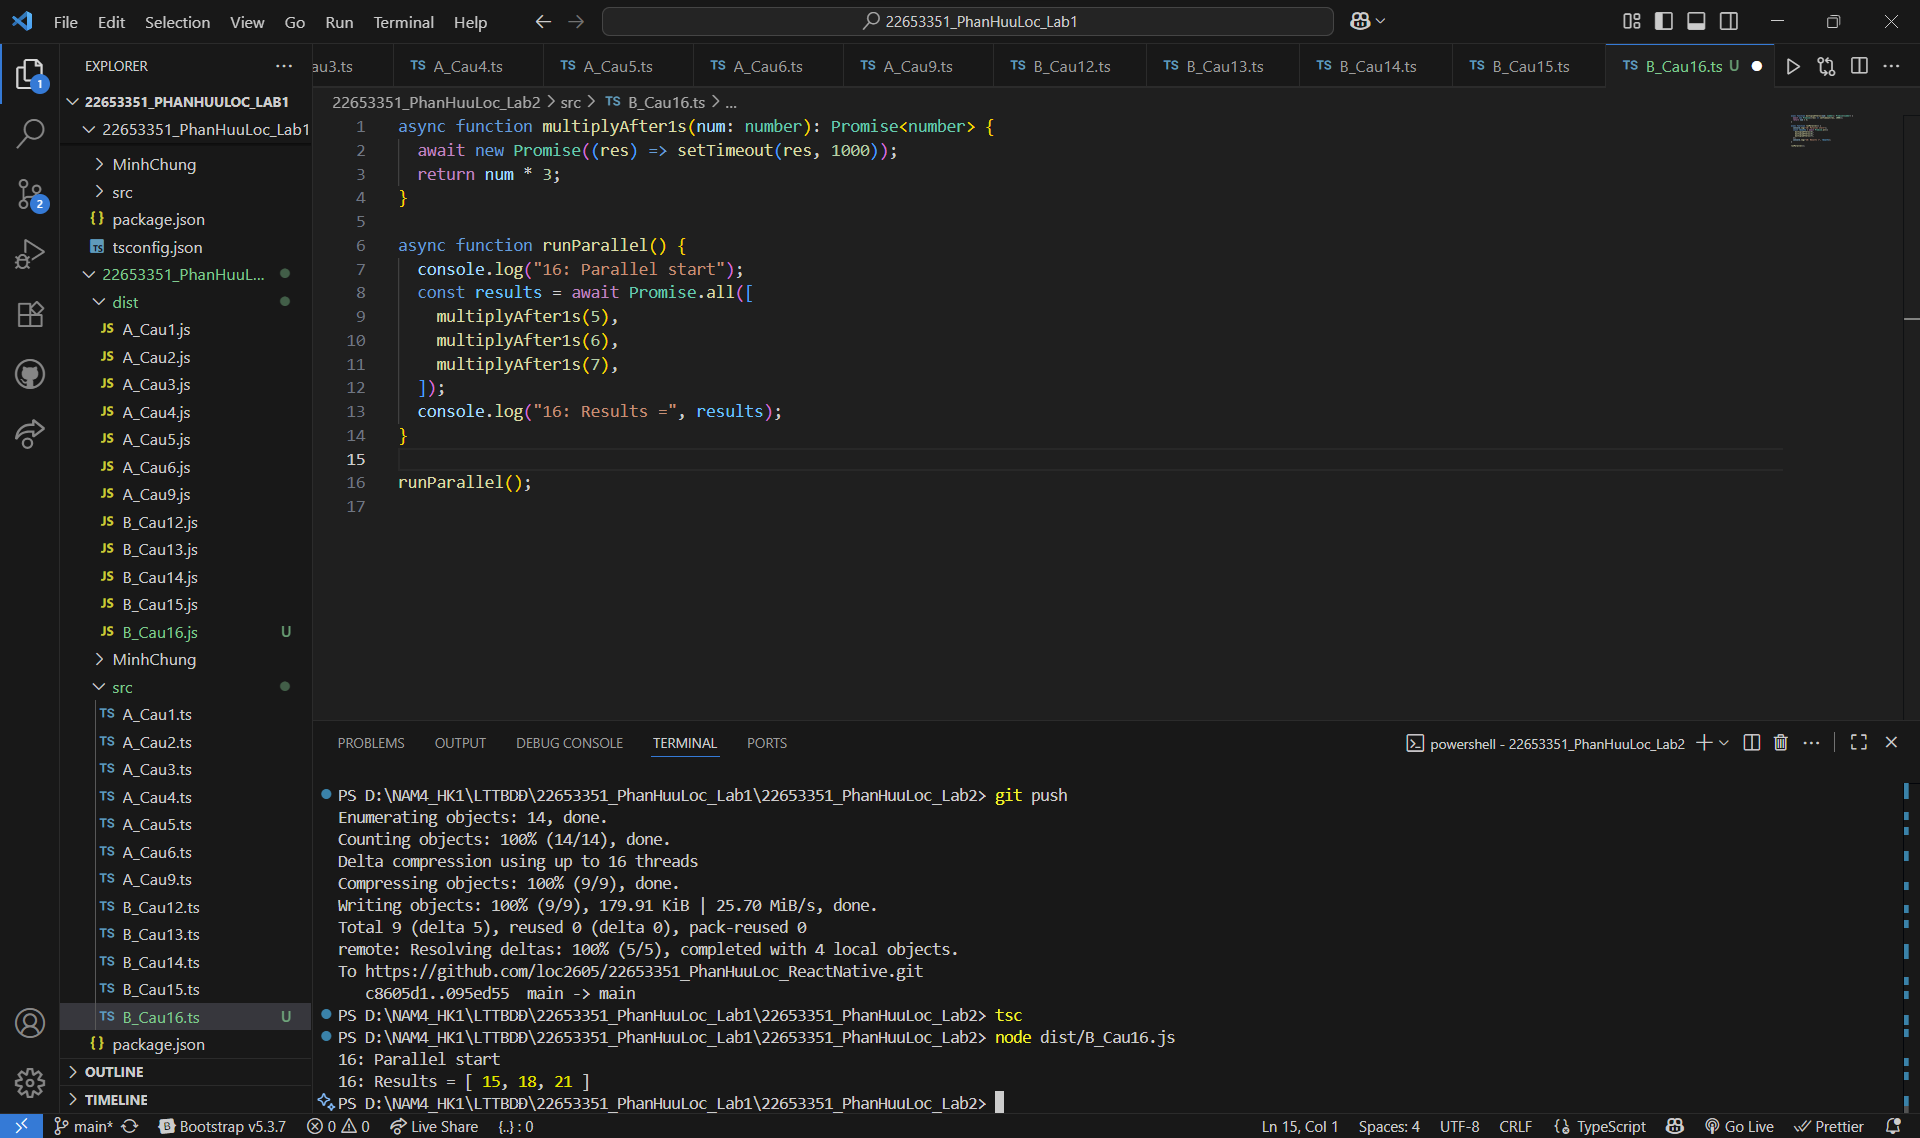 File Edit Selection View Go Run Terminal Help
22653351_PhanHuuLoc_Lab1
EXPLORER
22653351_PHANHUULOC_LAB1
22653351_PhanHuuLoc_Lab1
MinhChung
src
{} package.json
TS tsconfig.json
22653351_PhanHuuL...
dist
JS A_Cau1.js
JS A_Cau2.js
JS A_Cau3.js
JS A_Cau4.js
JS A_Cau5.js
JS A_Cau6.js
JS A_Cau9.js
JS B_Cau12.js
JS B_Cau13.js
JS B_Cau14.js
JS B_Cau15.js
JS B_Cau16.js U
MinhChung
src
TS A_Cau1.ts
TS A_Cau2.ts
TS A_Cau3.ts
TS A_Cau4.ts
TS A_Cau5.ts
TS A_Cau6.ts
TS A_Cau9.ts
TS B_Cau12.ts
TS B_Cau13.ts
TS B_Cau14.ts
TS B_Cau15.ts
TS B_Cau16.ts U
{} package.json
OUTLINE
TIMELINE
1
2
au3.ts TS A_Cau4.ts TS A_Cau5.ts TS A_Cau6.ts TS A_Cau9.ts TS B_Cau12.ts TS B_Cau13.ts TS B_Cau14.ts TS B_Cau15.ts TS B_Cau16.ts U
22653351_PhanHuuLoc_Lab2 > src > TS B_Cau16.ts > ...
1 async function multiplyAfter1s(num: number): Promise<number> {
2 await new Promise((res) => setTimeout(res, 1000));
3 return num * 3;
4 }
5
6 async function runParallel() {
7 console.log("16: Parallel start");
8 const results = await Promise.all([
9 multiplyAfter1s(5),
10 multiplyAfter1s(6),
11 multiplyAfter1s(7),
12 ]);
13 console.log("16: Results =", results);
14 }
15
16 runParallel();
17
PROBLEMS OUTPUT DEBUG CONSOLE TERMINAL PORTS
powershell - 22653351_PhanHuuLoc_Lab2
PS D:\NAM4_HK1\LTTBDĐ\22653351_PhanHuuLoc_Lab1\22653351_PhanHuuLoc_Lab2> git push
Enumerating objects: 14, done.
Counting objects: 100% (14/14), done.
Delta compression using up to 16 threads
Compressing objects: 100% (9/9), done.
Writing objects: 100% (9/9), 179.91 KiB | 25.70 MiB/s, done.
Total 9 (delta 5), reused 0 (delta 0), pack-reused 0
remote: Resolving deltas: 100% (5/5), completed with 4 local objects.
To https://github.com/loc2605/22653351_PhanHuuLoc_ReactNative.git
c8605d1..095ed55 main -> main
PS D:\NAM4_HK1\LTTBDĐ\22653351_PhanHuuLoc_Lab1\22653351_PhanHuuLoc_Lab2> tsc
PS D:\NAM4_HK1\LTTBDĐ\22653351_PhanHuuLoc_Lab1\22653351_PhanHuuLoc_Lab2> node dist/B_Cau16.js
16: Parallel start
16: Results = [ 15, 18, 21 ]
PS D:\NAM4_HK1\LTTBDĐ\22653351_PhanHuuLoc_Lab1\22653351_PhanHuuLoc_Lab2>
main* Bootstrap v5.3.7 0 0 Live Share {..} : 0 Ln 15, Col 1 Spaces: 4 UTF-8 CRLF {} TypeScript Go Live Prettier